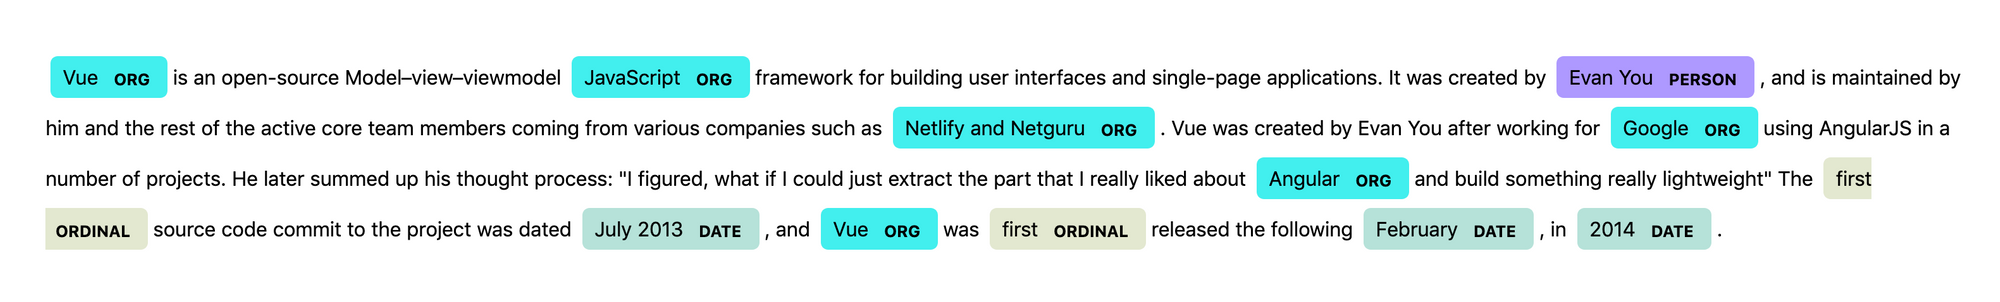 Vue ORG is an open-source Model–view–viewmodel JavaScript ORG framework for building user interfaces and single-page applications. It was created by Evan You PERSON , and is maintained by
him and the rest of the active core team members coming from various companies such as Netlify and Netguru ORG . Vue was created by Evan You after working for Google ORG using AngularJS in a
number of projects. He later summed up his thought process: "I figured, what if I could just extract the part that I really liked about Angular ORG and build something really lightweight" The first
ORDINAL source code commit to the project was dated July 2013 DATE , and Vue ORG was first ORDINAL released the following February DATE , in 2014 DATE .